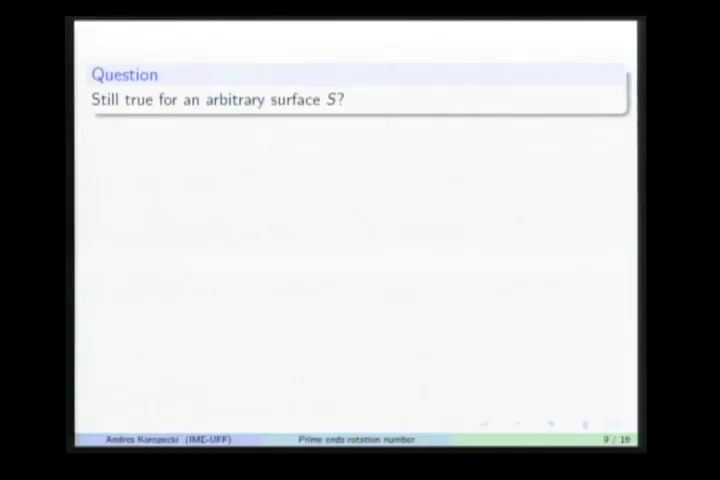 Question
Still true for an arbitrary surface S?
Andres Koropecki (IME-UFF)
Prime ends rotation number
9 / 16